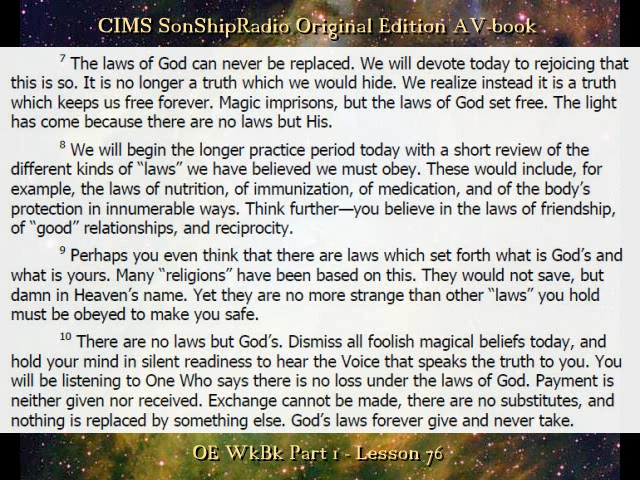 CIMS SonShipRadio Original Edition AV-book
7 The laws of God can never be replaced. We will devote today to rejoicing that
this is so. It is no longer a truth which we would hide. We realize instead it is a truth
which keeps us free forever. Magic imprisons, but the laws of God set free. The light
has come because there are no laws but His.
8 We will begin the longer practice period today with a short review of the
different kinds of “laws” we have believed we must obey. These would include, for
example, the laws of nutrition, of immunization, of medication, and of the body’s
protection in innumerable ways. Think further—you believe in the laws of friendship,
of “good” relationships, and reciprocity.
9 Perhaps you even think that there are laws which set forth what is God’s and
what is yours. Many “religions” have been based on this. They would not save, but
damn in Heaven’s name. Yet they are no more strange than other “laws” you hold
must be obeyed to make you safe.
10 There are no laws but God’s. Dismiss all foolish magical beliefs today, and
hold your mind in silent readiness to hear the Voice that speaks the truth to you. You
will be listening to One Who says there is no loss under the laws of God. Payment is
neither given nor received. Exchange cannot be made, there are no substitutes, and
nothing is replaced by something else. God’s laws forever give and never take.
OE WkBk Part 1 - Lesson 76